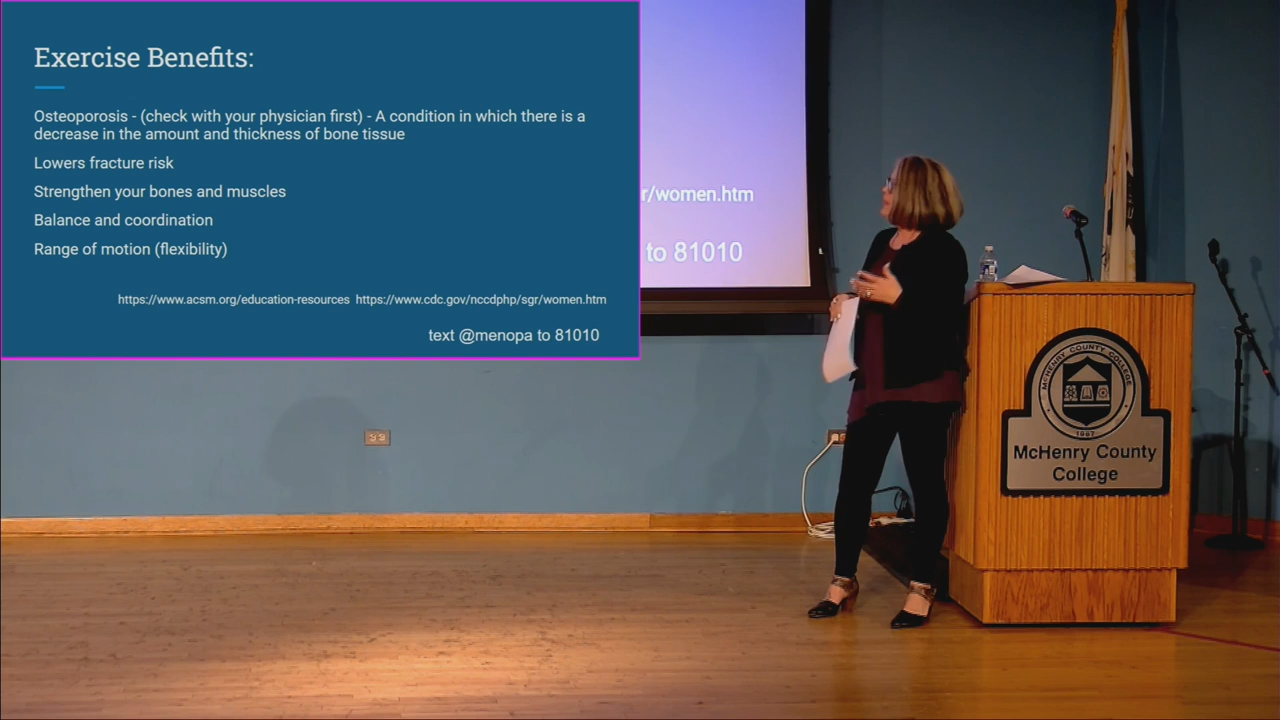 Exercise Benefits:
Osteoporosis - (check with your physician first) - A condition in which there is a
decrease in the amount and thickness of bone tissue
Lowers fracture risk
Strengthen your bones and muscles
Balance and coordination
Range of motion (flexibility)
https://www.acsm.org/education-resources https://www.cdc.gov/nccdphp/sgr/women.htm
text @menopa to 81010
r/women.htm
to 81010
McHENRY COUNTY COLLEGE
1967
McHenry County
College